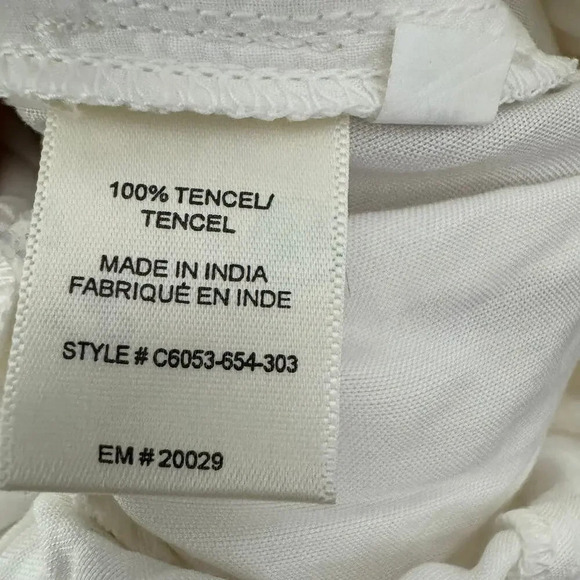 100% TENCEL/
TENCEL
MADE IN INDIA
FABRIQUÉ EN INDE
STYLE # C6053-654-303
EM # 20029